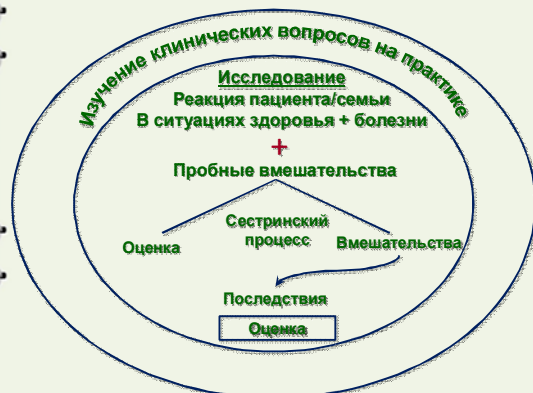 Изучение клинических вопросов на практике
Исследование
Реакция пациента/семьи
В ситуациях здоровья + болезни
+
Пробные вмешательства
Сестринский
процесс
Оценка
Вмешательства
Последствия
Оценка